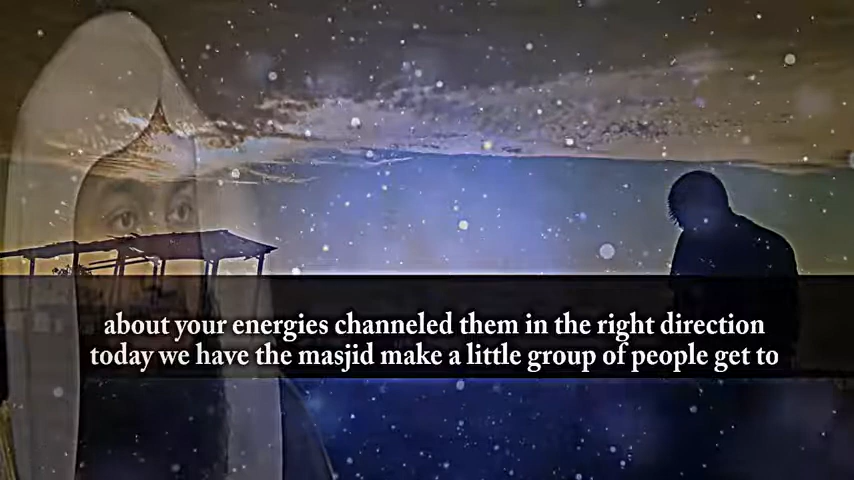 about your energies channeled them in the right direction
today we have the masjid make a little group of people get to